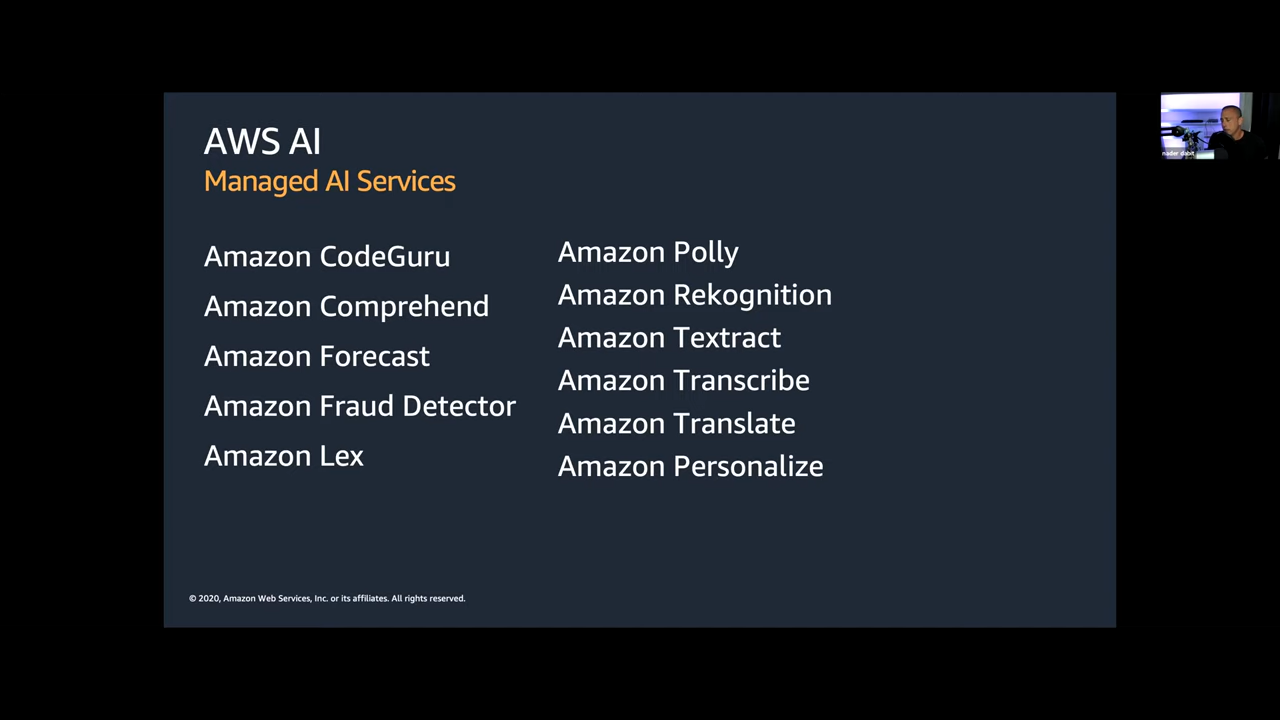 AWS AI
Managed AI Services
Amazon CodeGuru
Amazon Comprehend
Amazon Forecast
Amazon Fraud Detector
Amazon Lex
Amazon Polly
Amazon Rekognition
Amazon Textract
Amazon Transcribe
Amazon Translate
Amazon Personalize
© 2020, Amazon Web Services, Inc. or its affiliates. All rights reserved.
nader dabit